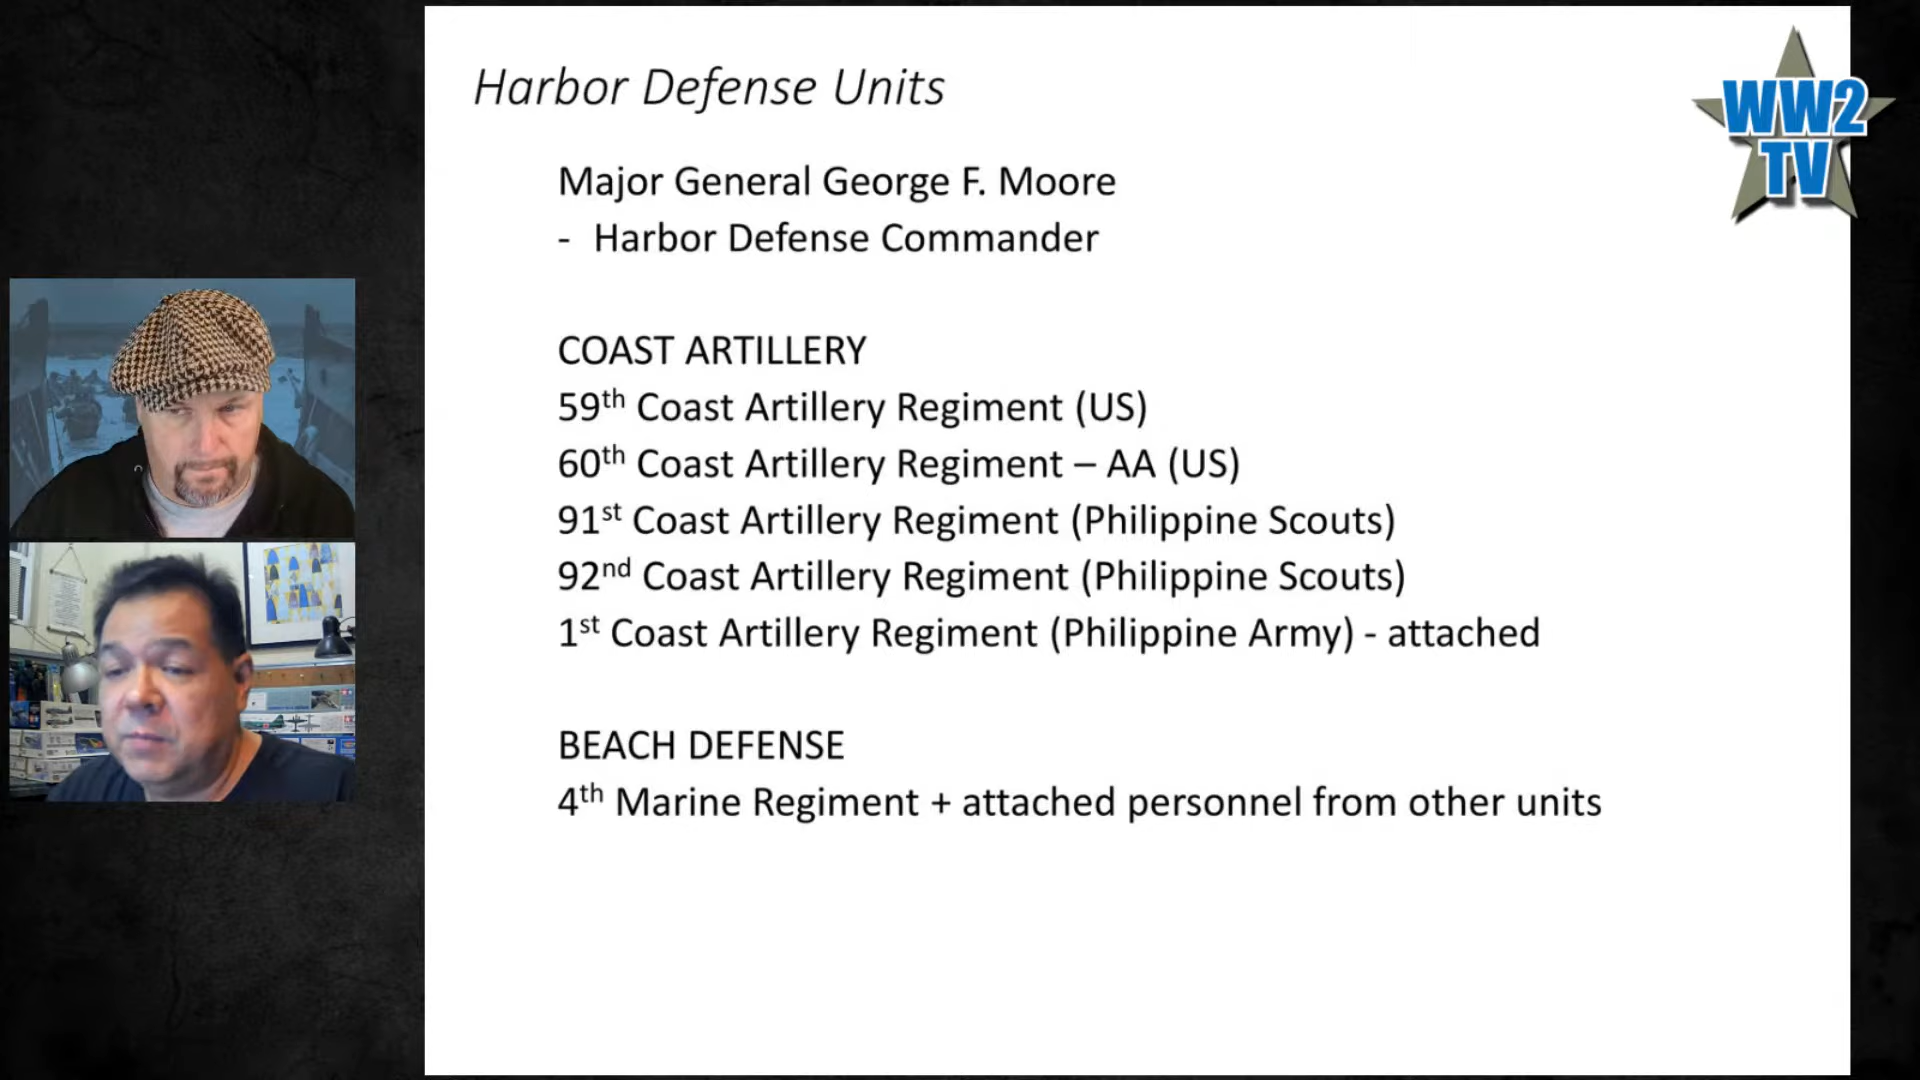 Harbor Defense Units
WW2
TV
Major General George F. Moore
- Harbor Defense Commander
COAST ARTILLERY
59th Coast Artillery Regiment (US)
60th Coast Artillery Regiment – AA (US)
91st Coast Artillery Regiment (Philippine Scouts)
92nd Coast Artillery Regiment (Philippine Scouts)
1st Coast Artillery Regiment (Philippine Army) - attached
BEACH DEFENSE
4th Marine Regiment + attached personnel from other units